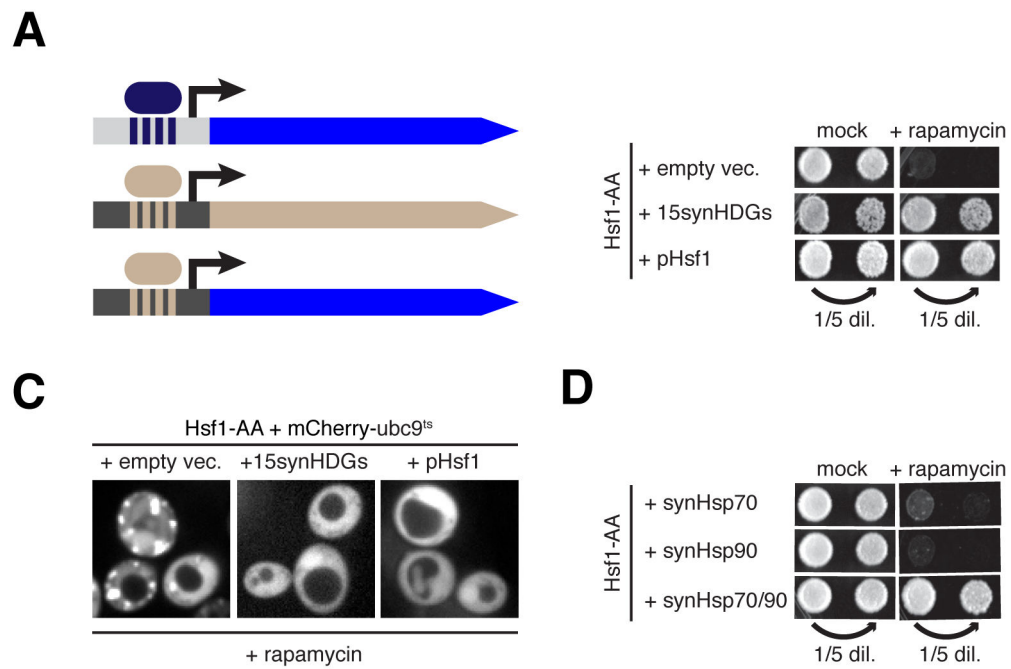 A
mock + rapamycin
+ empty vec.
+ 15synHDGs
+ pHsf1
Hsf1-AA
1/5 dil. 1/5 dil.
C
Hsf1-AA + mCherry-ubc9ts
+ empty vec. +15synHDGs + pHsf1
+ rapamycin
D
mock + rapamycin
+ synHsp70
+ synHsp90
+ synHsp70/90
Hsf1-AA
1/5 dil. 1/5 dil.